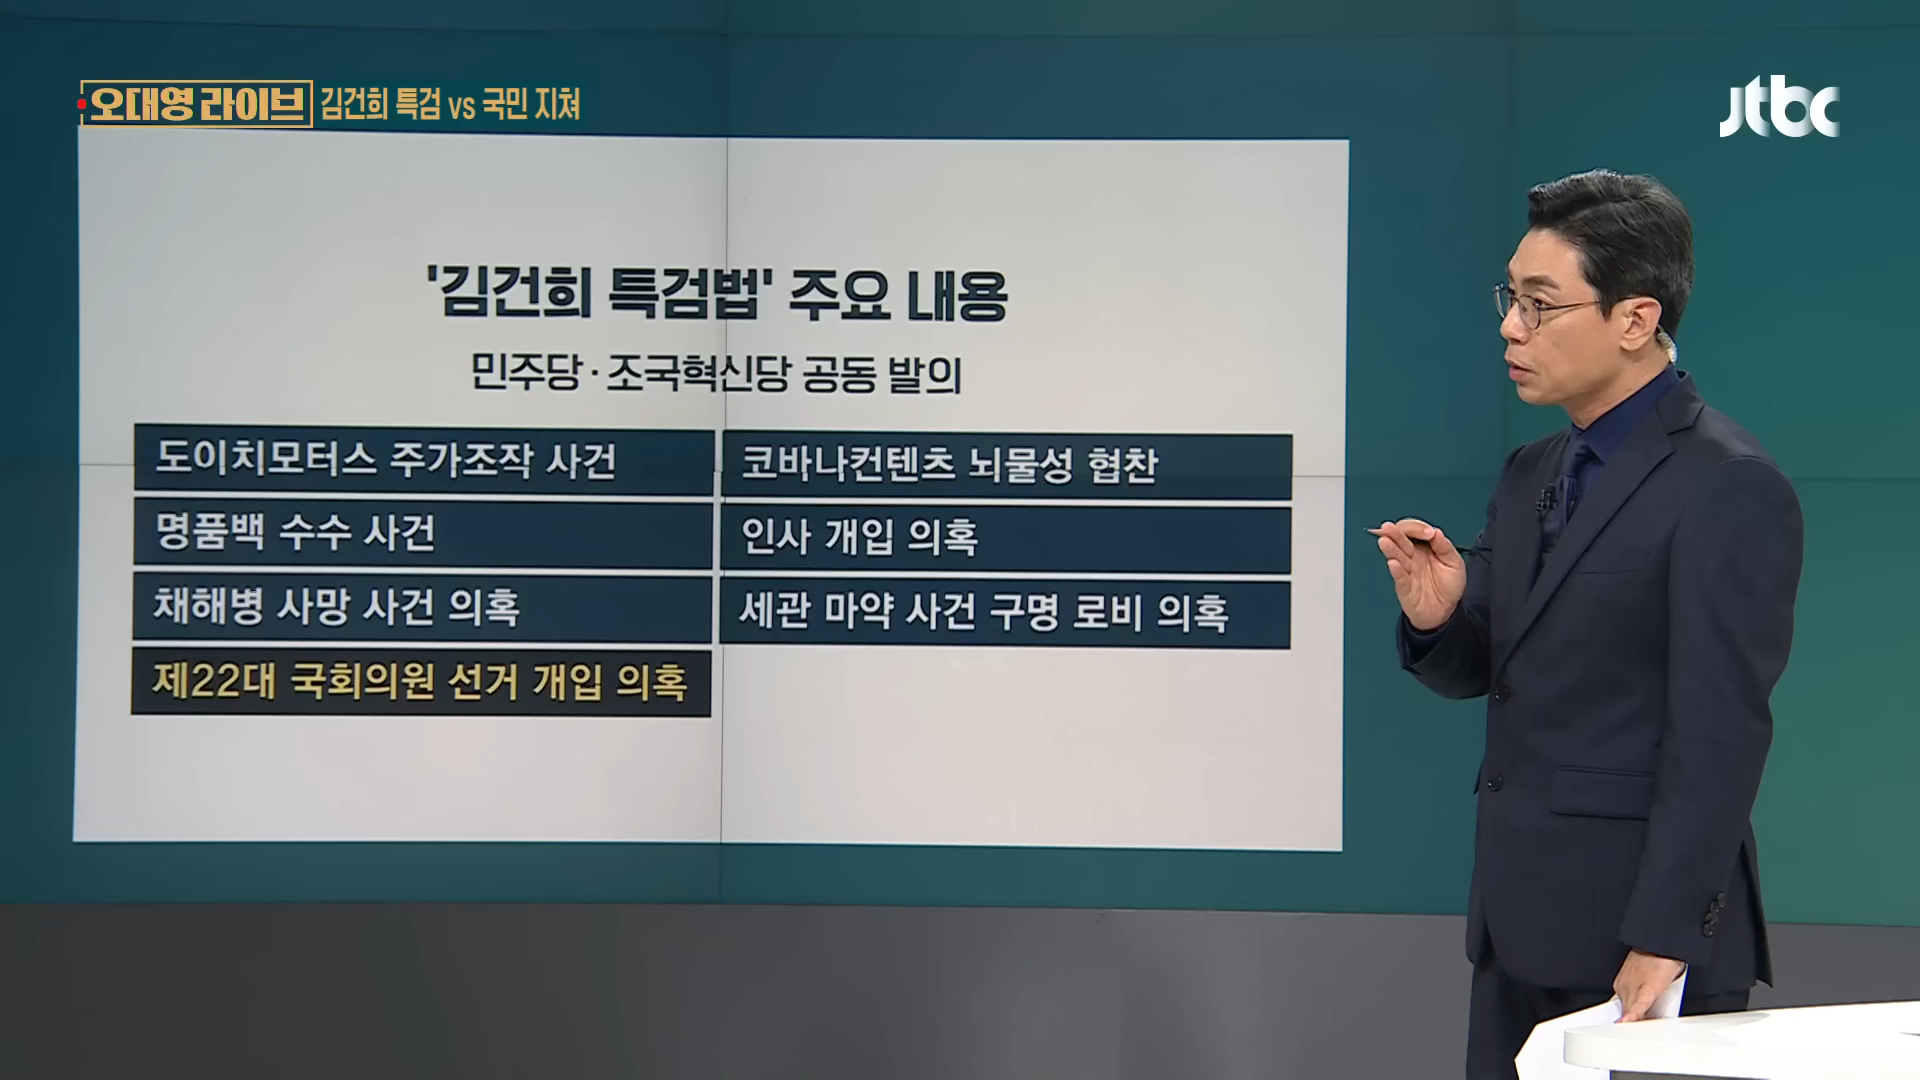 오대영 라이브 김건희 특검 vs 국민 지쳐
jtbc
'김건희 특검법' 주요 내용
민주당·조국혁신당 공동 발의
도이치모터스 주가조작 사건
코바나컨텐츠 뇌물성 협찬
명품백 수수 사건
인사 개입 의혹
채해병 사망 사건 의혹
세관 마약 사건 구명 로비 의혹
제22대 국회의원 선거 개입 의혹